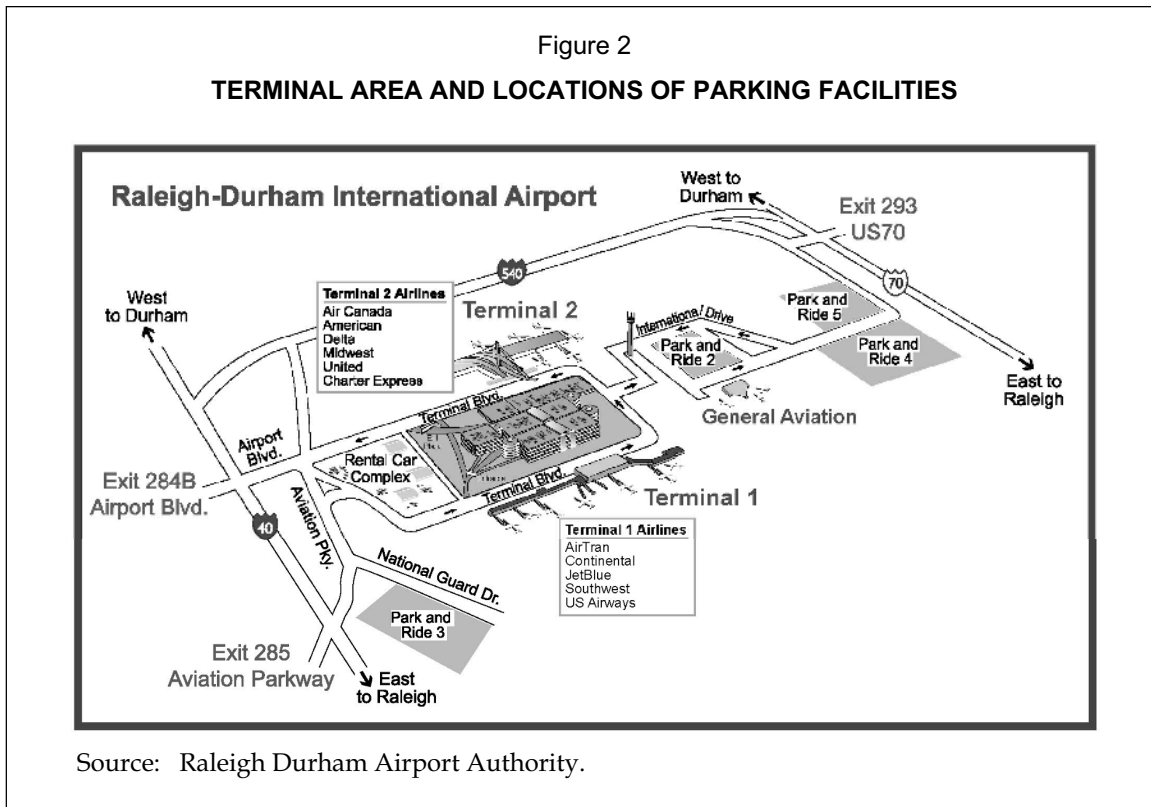 Figure 2
TERMINAL AREA AND LOCATIONS OF PARKING FACILITIES
Raleigh-Durham International Airport
West to
Durham
Exit 293
US70
540
70
West
to Durham
Terminal 2 Airlines
Air Canada
American
Delta
Midwest
United
Charter Express
Terminal 2
International Drive
Park and
Ride 5
Park and
Ride 2
Park and
Ride 4
East to
Raleigh
General Aviation
Terminal Blvd.
Airport
Blvd.
Rental Car
Complex
Terminal Blvd.
Terminal 1
Exit 284B
Airport Blvd.
40
Aviation Pky.
Terminal 1 Airlines
AirTran
Continental
JetBlue
Southwest
US Airways
National Guard Dr.
Park and
Ride 3
Exit 285
Aviation Parkway
East
to Raleigh
Source: Raleigh Durham Airport Authority.